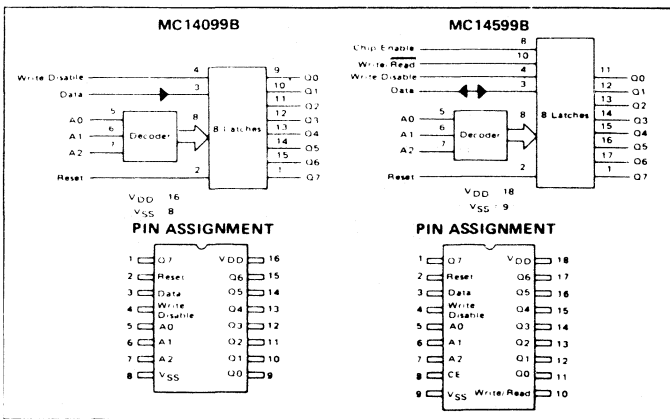 MC14099B
Write Disable 4
Data 3
A0 5
A1 6
A2 7
Decoder
8
8 Latches
Reset 2
9 Q0
10 Q1
11 Q2
12 Q3
13 Q4
14 Q5
15 Q6
1 Q7
VDD 16
VSS 8
PIN ASSIGNMENT
1 Q7 VDD 16
2 Reset Q6 15
3 Data Q5 14
4 Write Disable Q4 13
5 A0 Q3 12
6 A1 Q2 11
7 A2 Q1 10
8 VSS Q0 9
MC14599B
Chip Enable 8
Write/Read 10
Write Disable 4
Data 3
A0 5
A1 6
A2 7
Decoder
8
8 Latches
Reset 2
11 Q0
12 Q1
13 Q2
14 Q3
15 Q4
16 Q5
17 Q6
1 Q7
VDD 18
VSS 9
PIN ASSIGNMENT
1 Q7 VDD 18
2 Reset Q6 17
3 Data Q5 16
4 Write Disable Q4 15
5 A0 Q3 14
6 A1 Q2 13
7 A2 Q1 12
8 CE Q0 11
9 VSS Write/Read 10